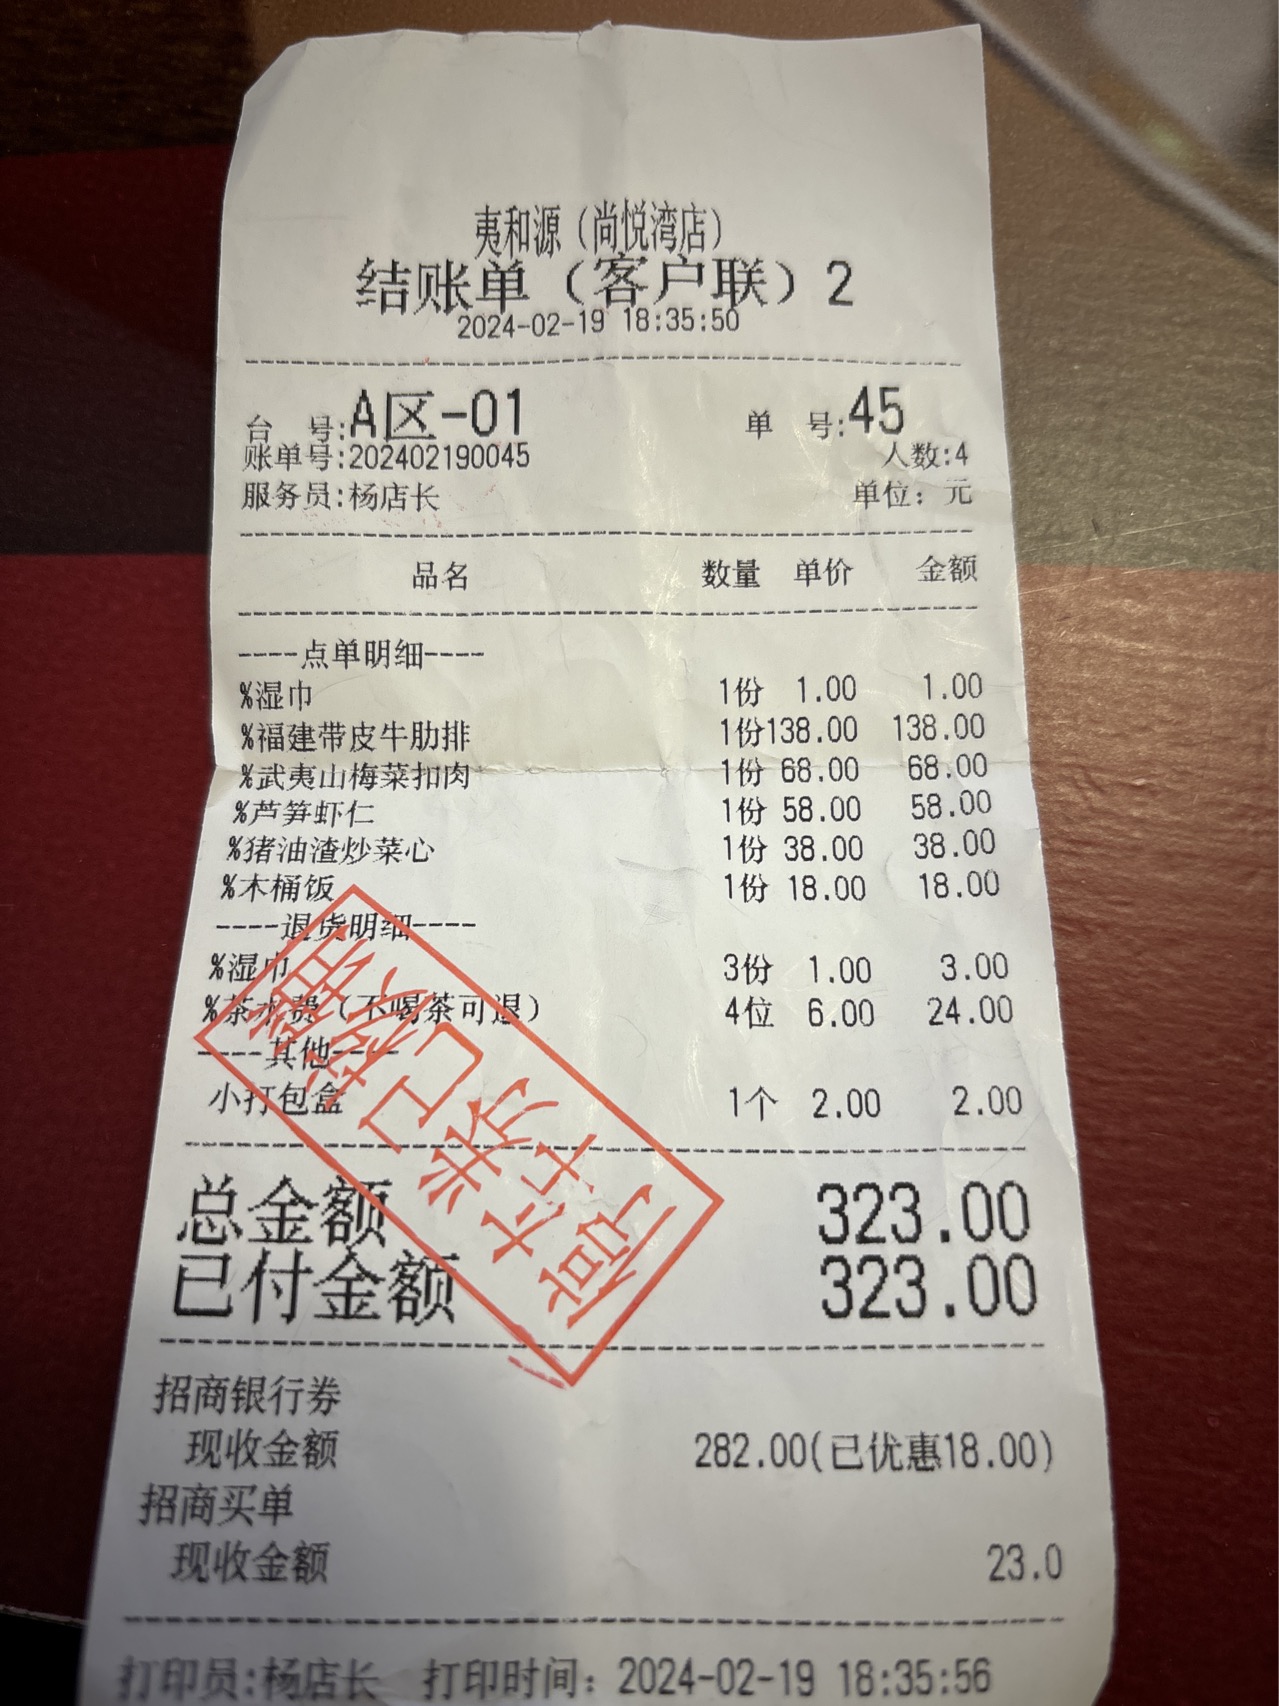 夷和源（尚悦湾店）
结账单（客户联）2
2024-02-19 18:35:50
台 号:A区-01 单 号:45
账单号:202402190045 人数:4
服务员:杨店长 单位：元
品名 数量 单价 金额
----点单明细----
%湿巾 1份 1.00 1.00
%福建带皮牛肋排 1份138.00 138.00
%武夷山梅菜扣肉 1份 68.00 68.00
%芦笋虾仁 1份 58.00 58.00
%猪油渣炒菜心 1份 38.00 38.00
%木桶饭 1份 18.00 18.00
----退货明细----
%湿巾 3份 1.00 3.00
%茶水费（不喝茶可退） 4位 6.00 24.00
----其他----
小打包盒 1个 2.00 2.00
总金额 323.00
已付金额 323.00
招商银行券
现收金额 282.00(已优惠18.00)
招商买单
现收金额 23.0
打印员:杨店长 打印时间：2024-02-19 18:35:56